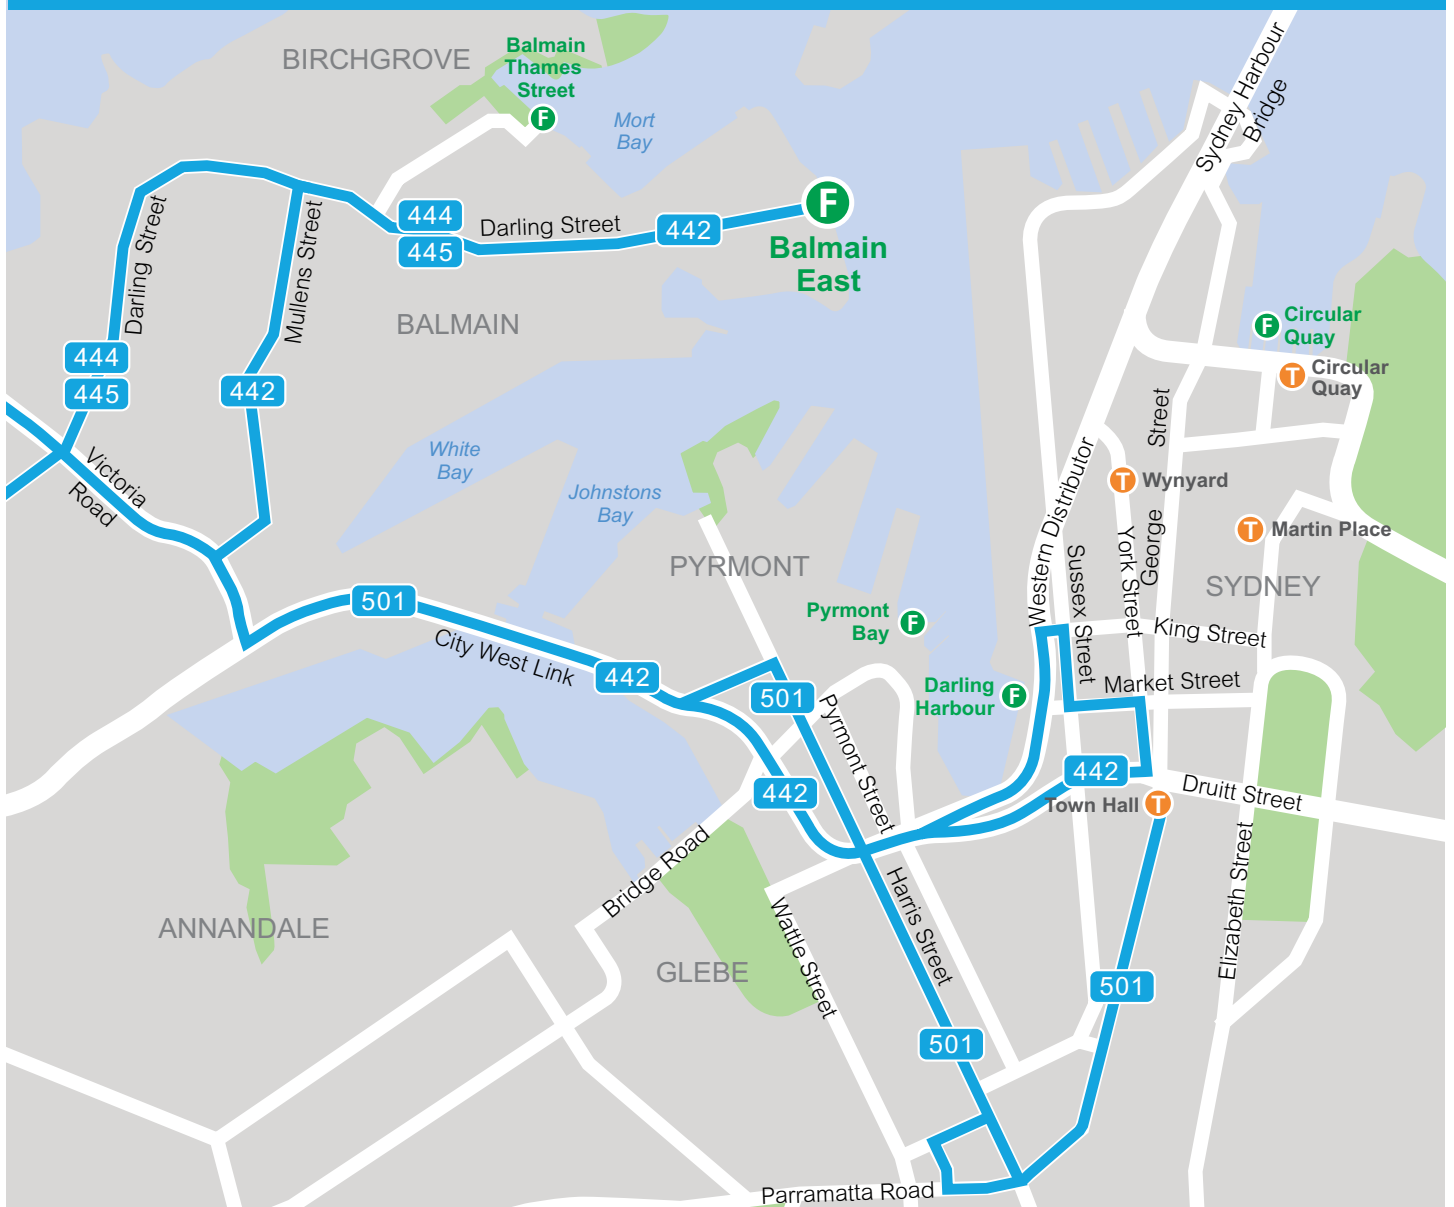 BIRCHGROVE
Balmain
Thames
Street
F
Mort
Bay
Sydney Harbour
Bridge
F
Balmain
East
444
445
Darling Street
442
Darling Street
Mullens Street
BALMAIN
444
445
442
F
Circular
Quay
T
Circular
Quay
Victoria
Road
White
Bay
Johnstons
Bay
Western Distributor
George Street
T
Wynyard
York Street
T
Martin Place
SYDNEY
PYRMONT
Sussex Street
501
City West Link
442
Pyrmont
Bay
F
King Street
Market Street
Darling
Harbour
F
501
Pyrmont Street
442
442
Town Hall
T
Druitt Street
Bridge Road
Harris Street
Wattle Street
Elizabeth Street
ANNANDALE
GLEBE
501
501
Parramatta Road